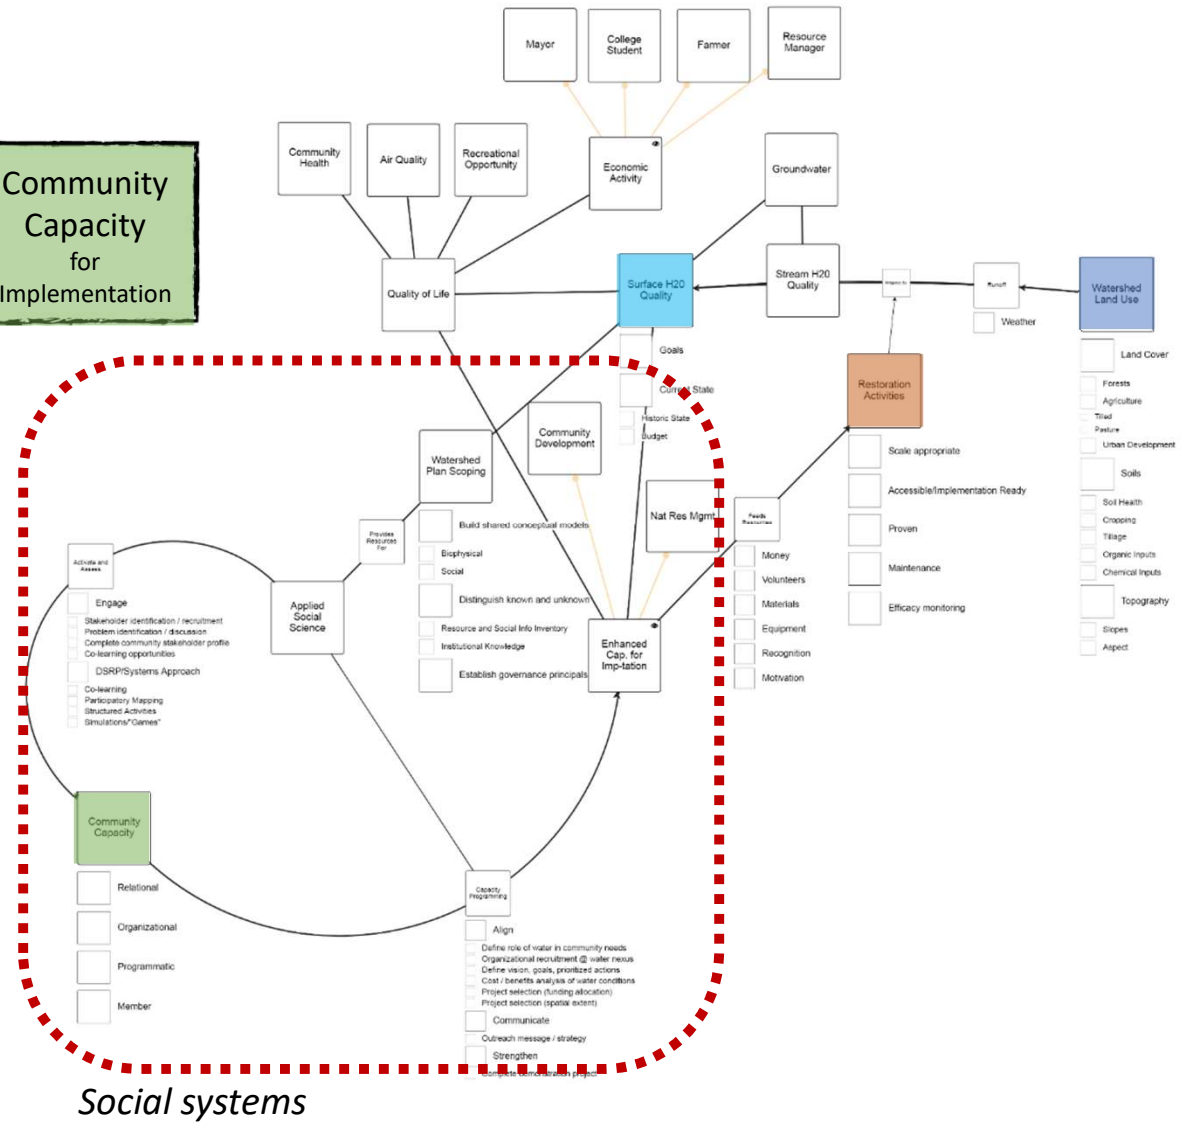 Mayor
College
Student
Farmer
Resource
Manager
Community
Health
Air Quality
Recreational
Opportunity
Economic
Activity
Groundwater
Community
Capacity
for
Implementation
Quality of Life
Surface H20
Quality
Stream H20
Quality
Runoff
Weather
Watershed
Land Use
Goals
Current State
Historic State
Budget
Restoration
Activities
Scale appropriate
Accessible/Implementation Ready
Proven
Maintenance
Efficacy monitoring
Land Cover
Forests
Agriculture
Tilled
Pasture
Urban Development
Soils
Soil Health
Cropping
Tillage
Organic Inputs
Chemical Inputs
Topography
Slopes
Aspect
Community
Development
Watershed
Plan Scoping
Build shared conceptual models
Biophysical
Social
Distinguish known and unknown
Resource and Social Info Inventory
Institutional Knowledge
Establish governance principals
Nat Res Mgmt
Feeds
Resources
Money
Volunteers
Materials
Equipment
Recognition
Motivation
Provides
Resources
For
Activate and
Assess
Engage
Stakeholder identification / recruitment
Problem identification / discussion
Complete community stakeholder profile
Co-learning opportunities
DSRP/Systems Approach
Co-learning
Participatory Mapping
Structured Activities
Simulations/"Games"
Applied
Social
Science
Enhanced
Cap. for
Imp-tation
Community
Capacity
Relational
Organizational
Programmatic
Member
Capacity
Programming
Align
Define role of water in community needs
Organizational recruitment @ water nexus
Define vision, goals, prioritized actions
Cost / benefits analysis of water conditions
Project selection (funding allocation)
Project selection (spatial extent)
Communicate
Outreach message / strategy
Strengthen
Complete demonstration project
Social systems